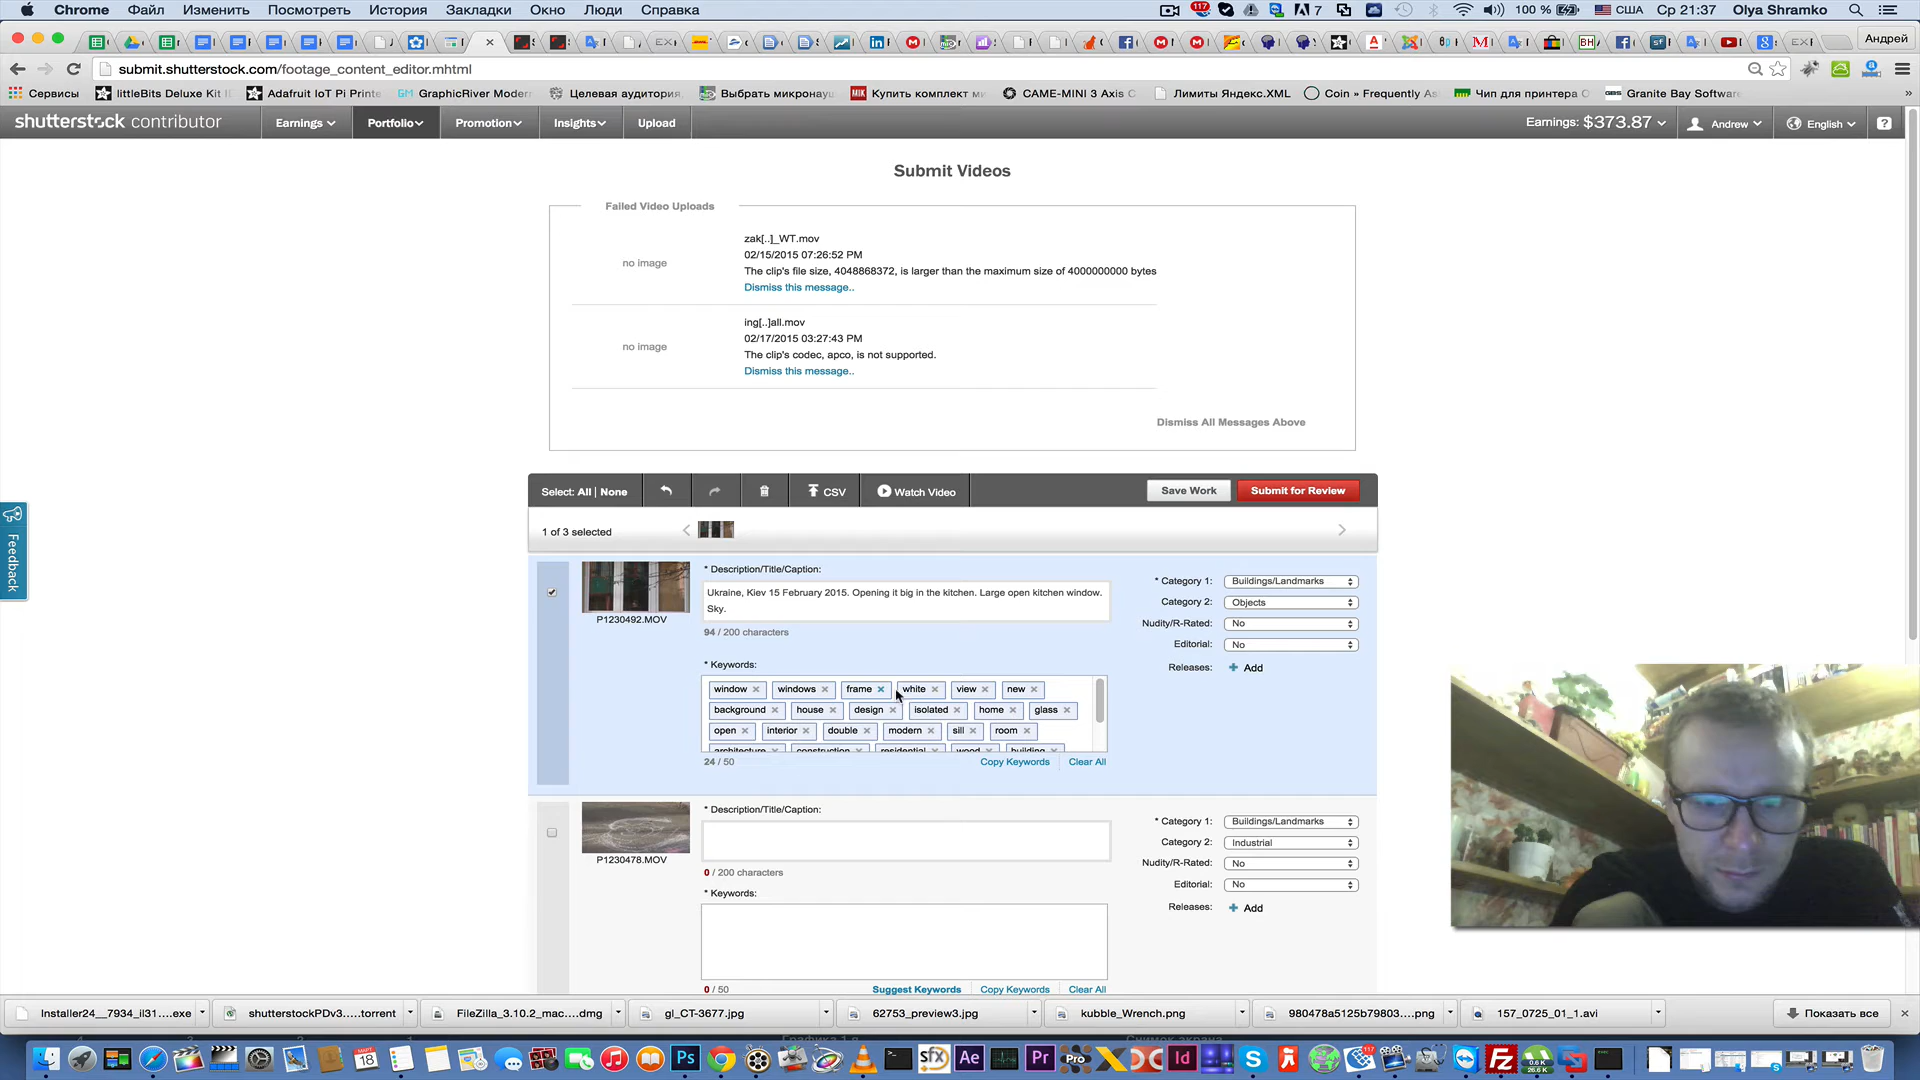 Chrome Файл Изменить Просмотреть История Закладки Окно Люди Справка 117 7 100 % США Ср 21:37 Olya Shramko
Андрей
submit.shutterstock.com/footage_content_editor.mhtml
Сервисы littleBits Deluxe Kit Adafruit IoT Pi Printe GraphicRiver Modern Целевая аудитория Выбрать микронау Купить комплект м CAME-MINI 3 Axis C Лимиты Яндекс.XML Coin » Frequently As Чип для принтера Granite Bay Software »
shutterstock contributor Earnings Portfolio Promotion Insights Upload Earnings: $373.87 Andrew English ?
Submit Videos
Failed Video Uploads
no image
zak[..]_WT.mov
02/15/2015 07:26:52 PM
The clip's file size, 4048868372, is larger than the maximum size of 4000000000 bytes
Dismiss this message..
no image
ing[..]all.mov
02/17/2015 03:27:43 PM
The clip's codec, apco, is not supported.
Dismiss this message..
Dismiss All Messages Above
Select: All | None CSV Watch Video Save Work Submit for Review
1 of 3 selected
Feedback
P1230492.MOV
* Description/Title/Caption:
Ukraine, Kiev 15 February 2015. Opening it big in the kitchen. Large open kitchen window.
Sky.
94 / 200 characters
* Keywords:
window × windows × frame × white × view × new ×
background × house × design × isolated × home × glass ×
open × interior × double × modern × sill × room ×
architecture × construction × residential × wood × building ×
24 / 50 Copy Keywords Clear All
* Category 1: Buildings/Landmarks
Category 2: Objects
Nudity/R-Rated: No
Editorial: No
Releases: + Add
P1230478.MOV
* Description/Title/Caption:
0 / 200 characters
* Keywords:
0 / 50 Suggest Keywords Copy Keywords Clear All
* Category 1: Buildings/Landmarks
Category 2: Industrial
Nudity/R-Rated: No
Editorial: No
Releases: + Add
Installer24__7934_il31....exe shutterstockPDv3.....torrent FileZilla_3.10.2_mac....dmg gl_CT-3677.jpg 62753_preview3.jpg kubble_Wrench.png 980478a5125b79803....png 157_0725_01_1.avi Показать все